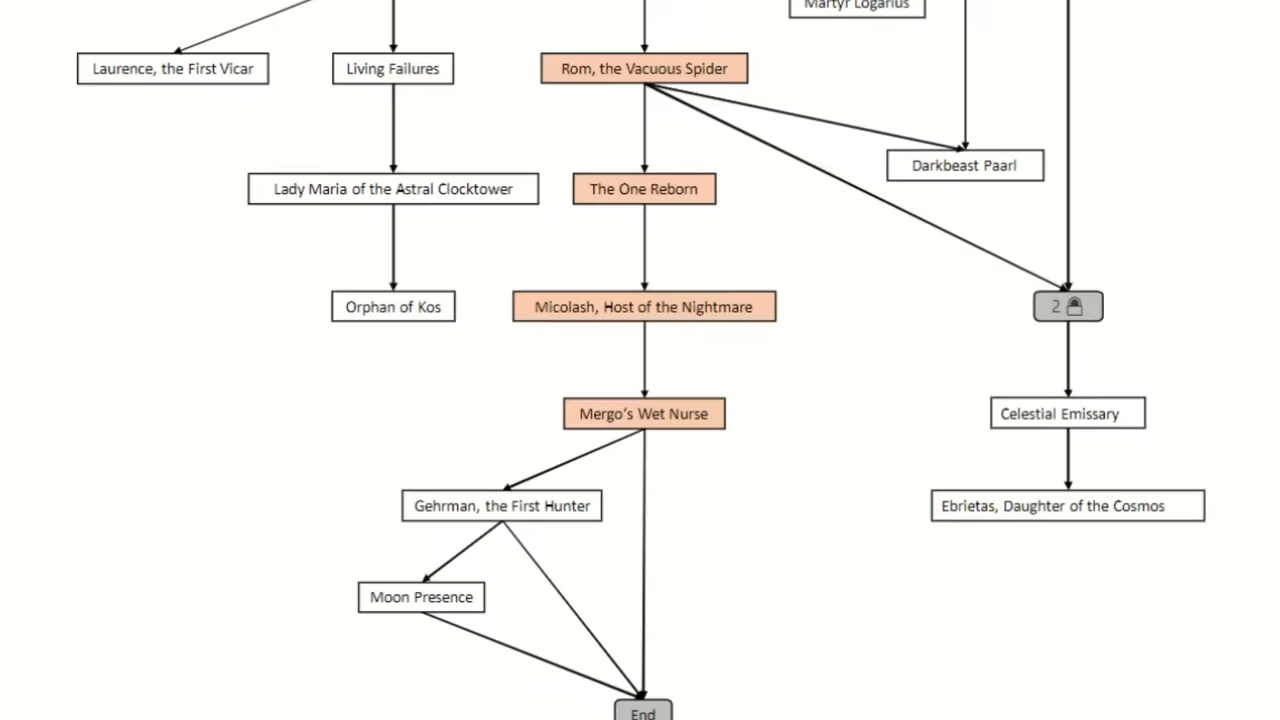 Martyr Logarius
Laurence, the First Vicar
Living Failures
Rom, the Vacuous Spider
Darkbeast Paarl
Lady Maria of the Astral Clocktower
The One Reborn
Orphan of Kos
Micolash, Host of the Nightmare
2
Mergo's Wet Nurse
Celestial Emissary
Gehrman, the First Hunter
Ebrietas, Daughter of the Cosmos
Moon Presence
End